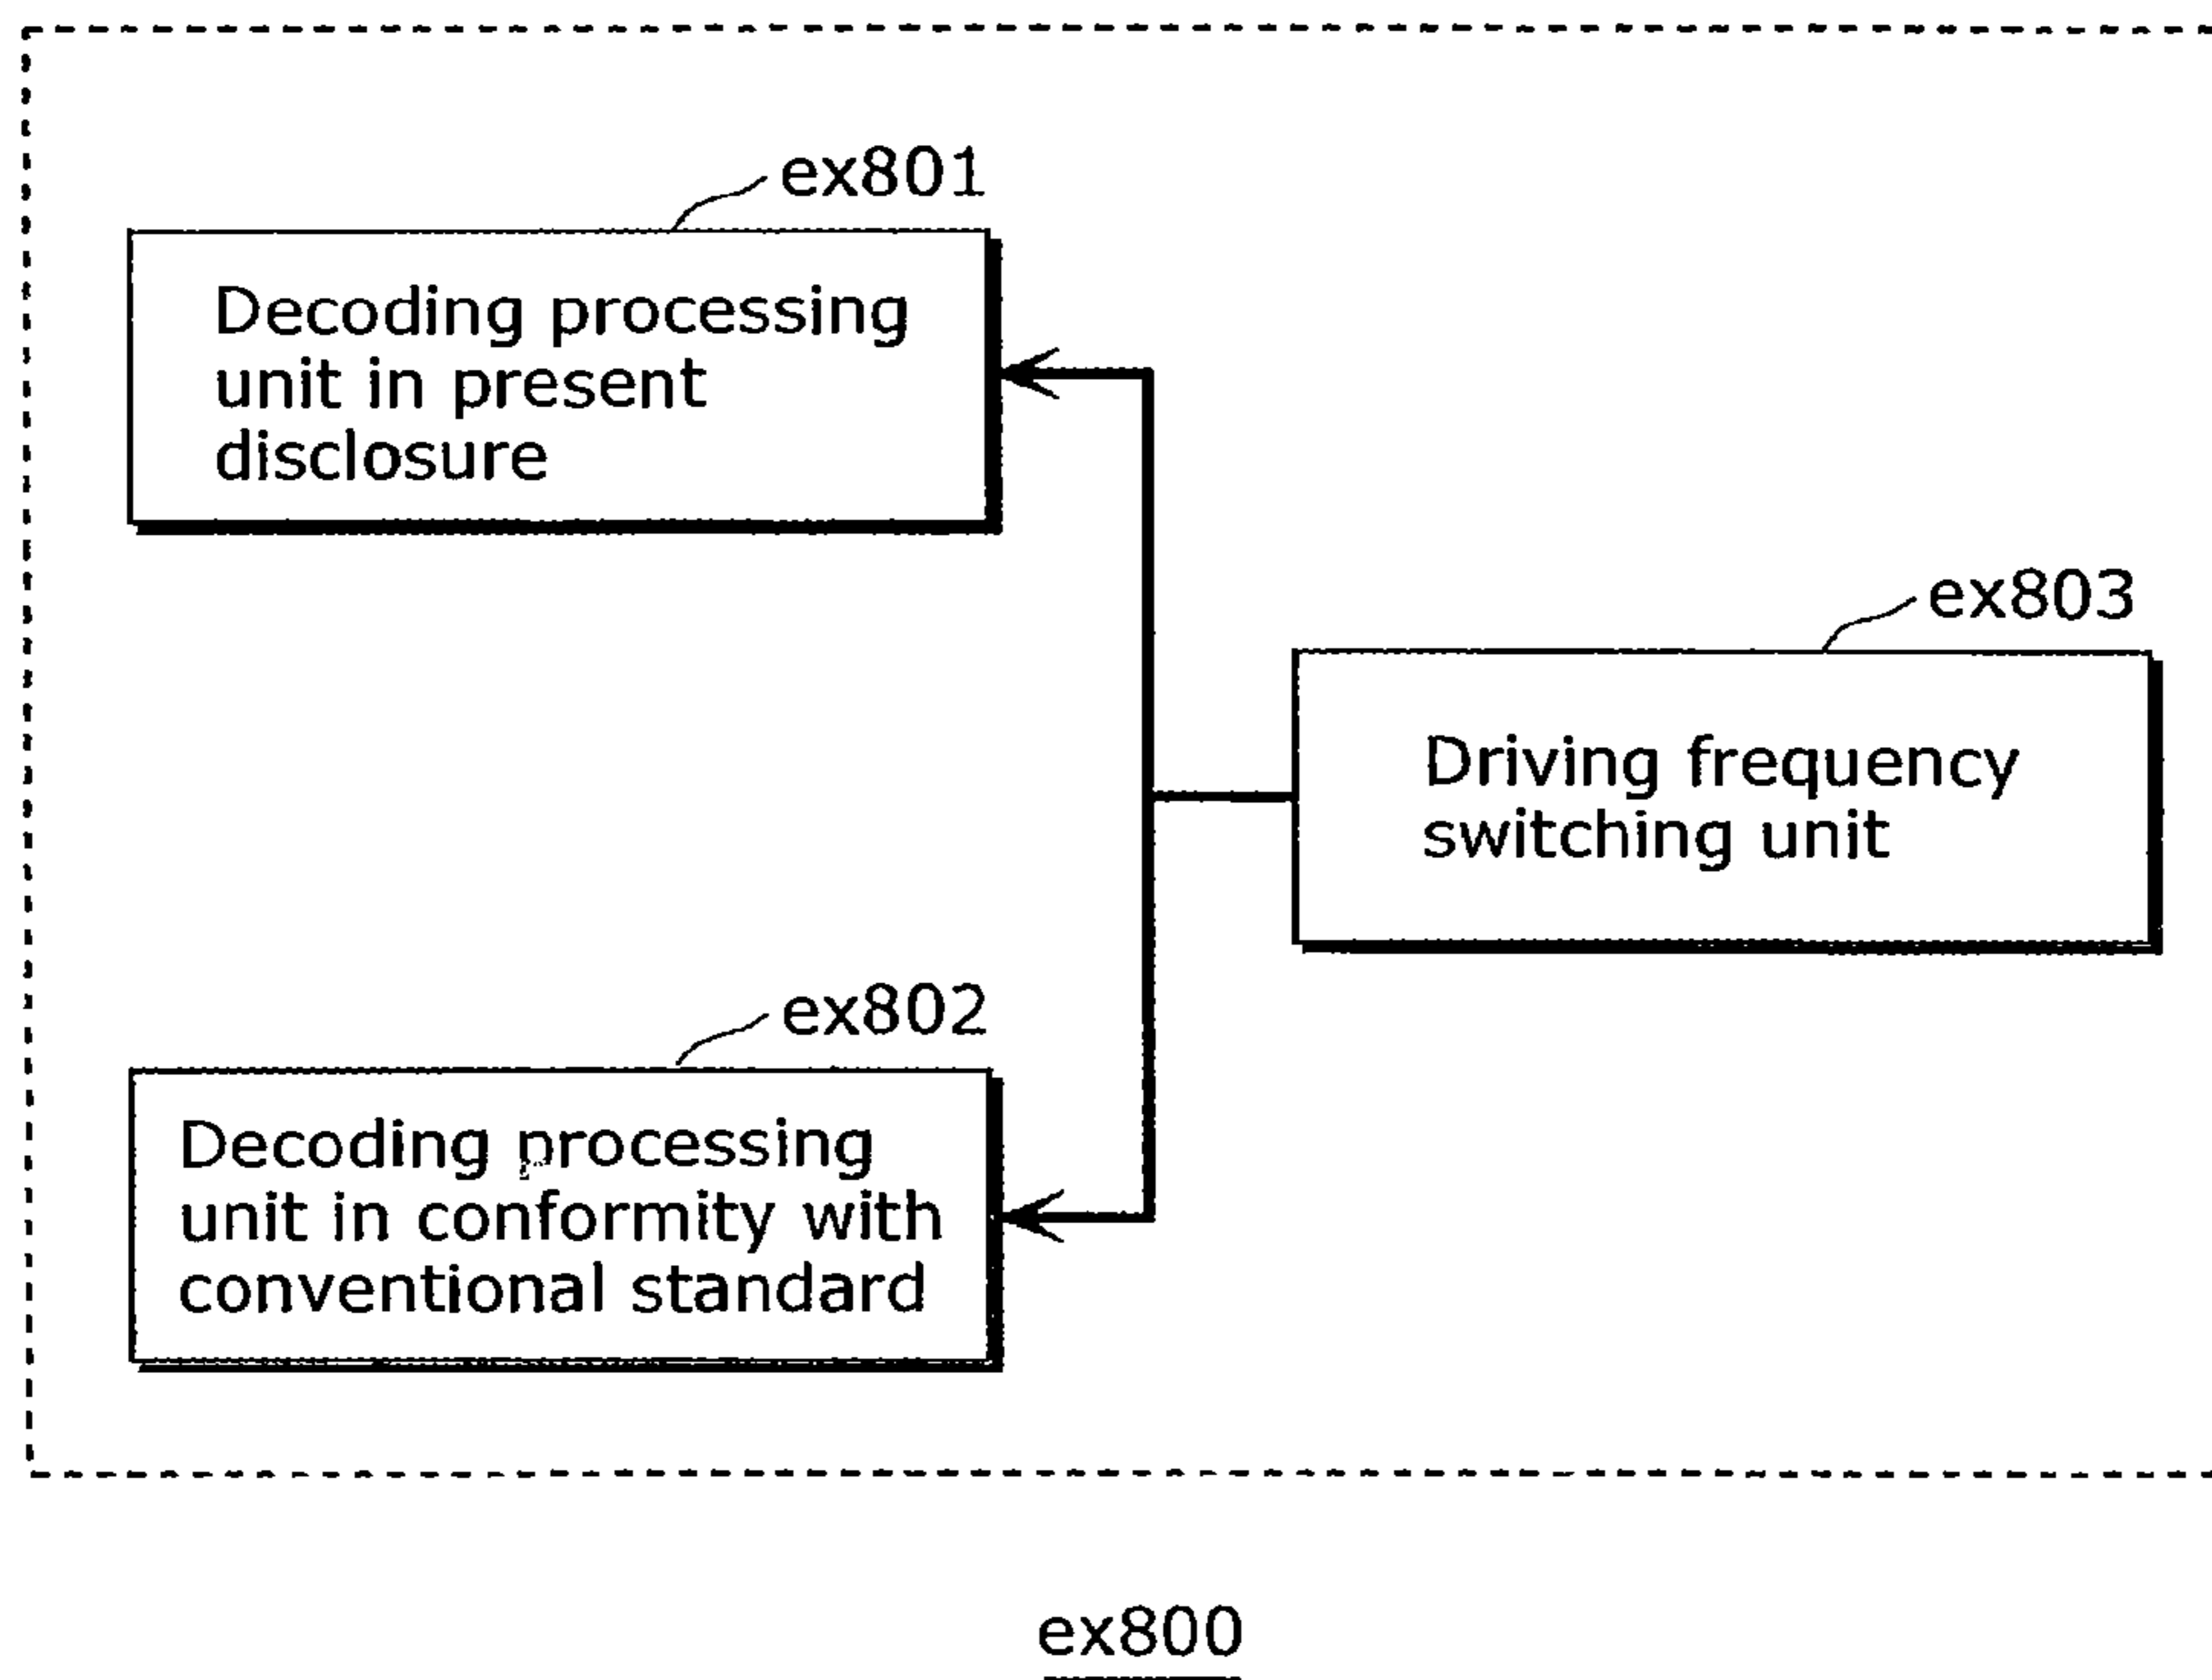 ex801
Decoding processing
unit in present
disclosure
ex803
Driving frequency
switching unit
ex802
Decoding processing
unit in conformity with
conventional standard
ex800